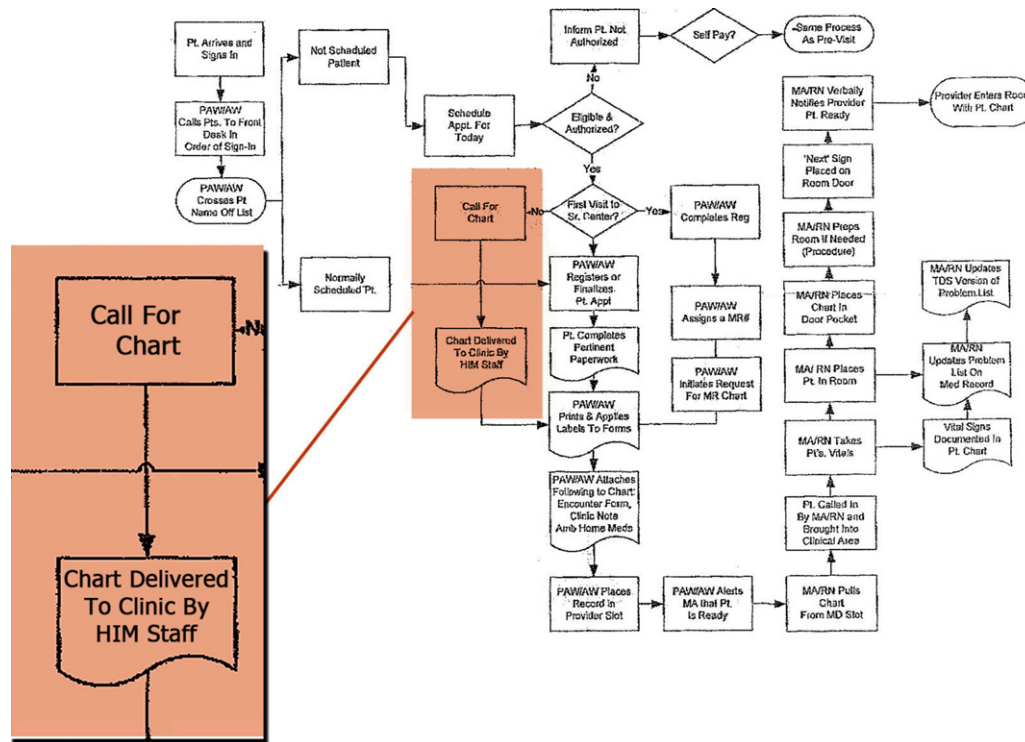 Pt. Arrives and
Signs In
PAW/AW
Calls Pts. To Front
Desk In
Order of Sign-In
PAW/AW
Crosses Pt
Name Off List
Not Scheduled
Patient
Normally
Scheduled Pt.
Schedule
Appt. For
Today
Inform Pt. Not
Authorized
Self Pay?
Same Process
As Pre-Visit
No
Eligible &
Authorized?
Yes
First Visit to
Sr. Center?
No
Yes
Call For
Chart
Chart Delivered
To Clinic By
HIM Staff
PAW/AW
Completes Reg
PAW/AW
Assigns a MR#
PAW/AW
Initiates Request
For MR Chart
PAW/AW
Registers or
Finalizes
Pt. Appt
Pt. Completes
Pertinent
Paperwork
PAW/AW
Prints & Applies
Labels To Forms
PAW/AW Attaches
Following to Chart:
Encounter Form,
Clinic Note
Amb Home Meds
PAW/AW Places
Record in
Provider Slot
PAW/AW Alerts
MA that Pt.
Is Ready
MA/RN Pulls
Chart
From MD Slot
Pt. Called in
By MA/RN and
Brought Into
Clinical Area
MA/RN Takes
Pt's. Vitals
Vital Signs
Documented In
Pt. Chart
MA/ RN Places
Pt. In Room
MA/RN
Updates Problem
List On
Med Record
MA/RN Updates
TDS Version of
Problem List
MA/RN Places
Chart In
Door Pocket
MA/RN Preps
Room If Needed
(Procedure)
'Next' Sign
Placed on
Room Door
MA/RN Verbally
Notifies Provider
Pt. Ready
Provider Enters Room
With Pt. Chart
Call For
Chart
Chart Delivered
To Clinic By
HIM Staff